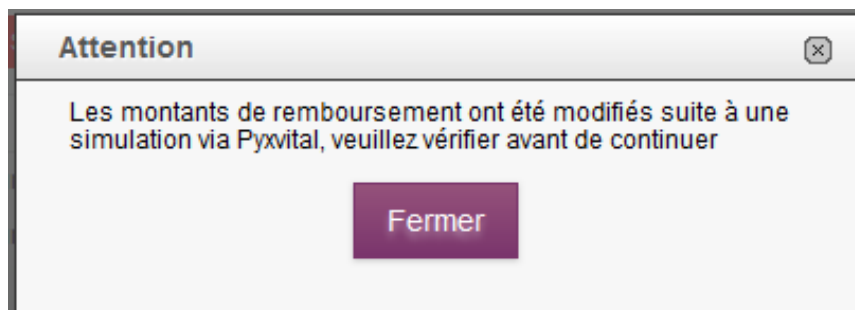 Attention
Les montants de remboursement ont été modifiés suite à une
simulation via Pyxvital, veuillez vérifier avant de continuer
Fermer